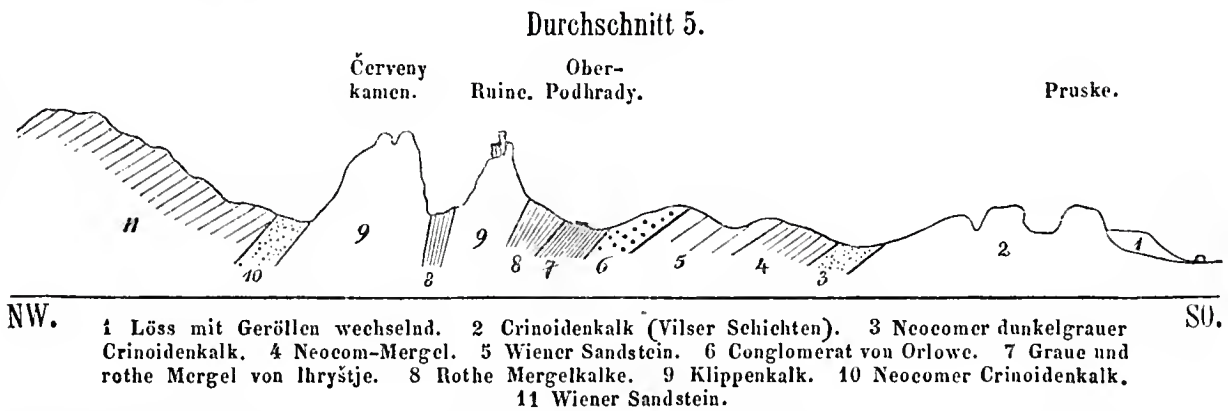 Durchschnitt 5.
Červeny
kamen.
Ruine.
Ober-
Podhrady.
Pruske.
11
10
9
8
9
8
7
6
5
4
3
2
1
NW.
SO.
1 Löss mit Geröllen wechselnd. 2 Crinoidenkalk (Vilser Schichten). 3 Neocomer dunkelgrauer
Crinoidenkalk. 4 Neocom-Mergel. 5 Wiener Sandstein. 6 Conglomerat von Orlowe. 7 Graue und
rothe Mergel von Ihryštje. 8 Rothe Mergelkalke. 9 Klippenkalk. 10 Neocomer Crinoidenkalk.
11 Wiener Sandstein.